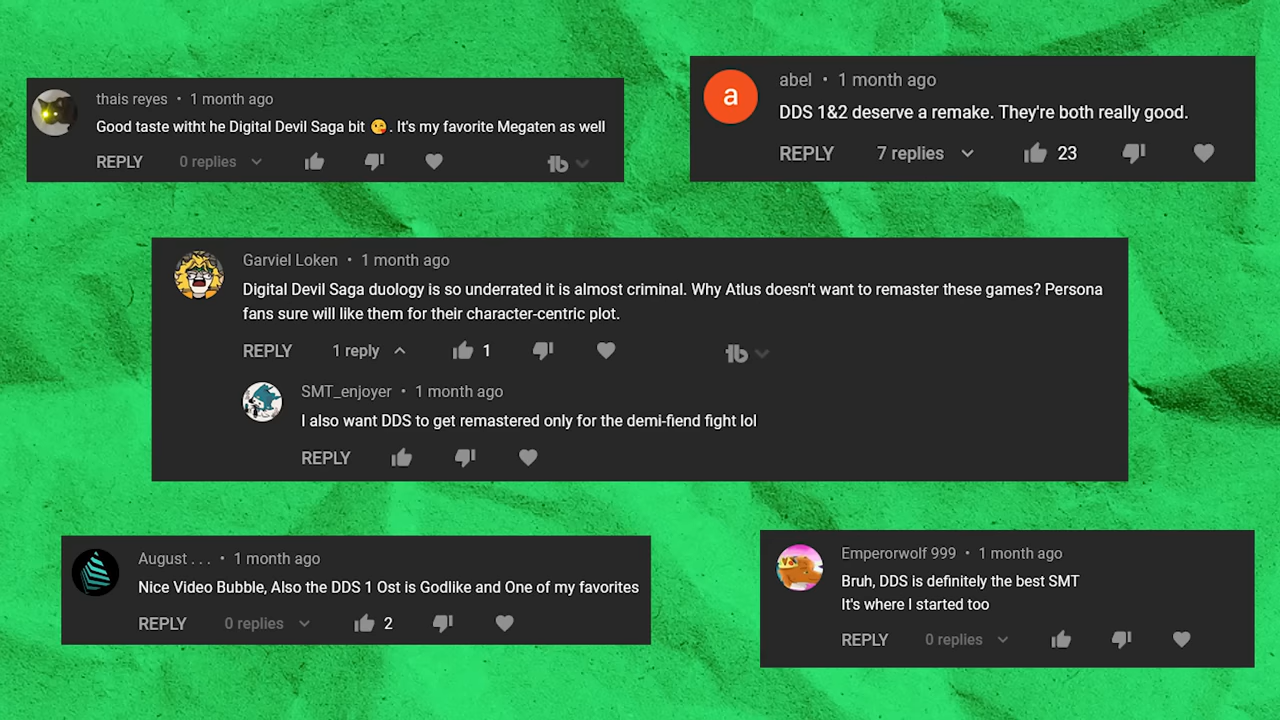 thais reyes • 1 month ago
Good taste witht he Digital Devil Saga bit 😘. It's my favorite Megaten as well
REPLY 0 replies
tb
a
abel • 1 month ago
DDS 1&2 deserve a remake. They're both really good.
REPLY 7 replies 23
Garviel Loken • 1 month ago
Digital Devil Saga duology is so underrated it is almost criminal. Why Atlus doesn't want to remaster these games? Persona
fans sure will like them for their character-centric plot.
REPLY 1 reply 1
tb
SMT_enjoyer • 1 month ago
I also want DDS to get remastered only for the demi-fiend fight lol
REPLY
August . . . • 1 month ago
Nice Video Bubble, Also the DDS 1 Ost is Godlike and One of my favorites
REPLY 0 replies 2
Emperorwolf 999 • 1 month ago
Bruh, DDS is definitely the best SMT
It's where I started too
REPLY 0 replies